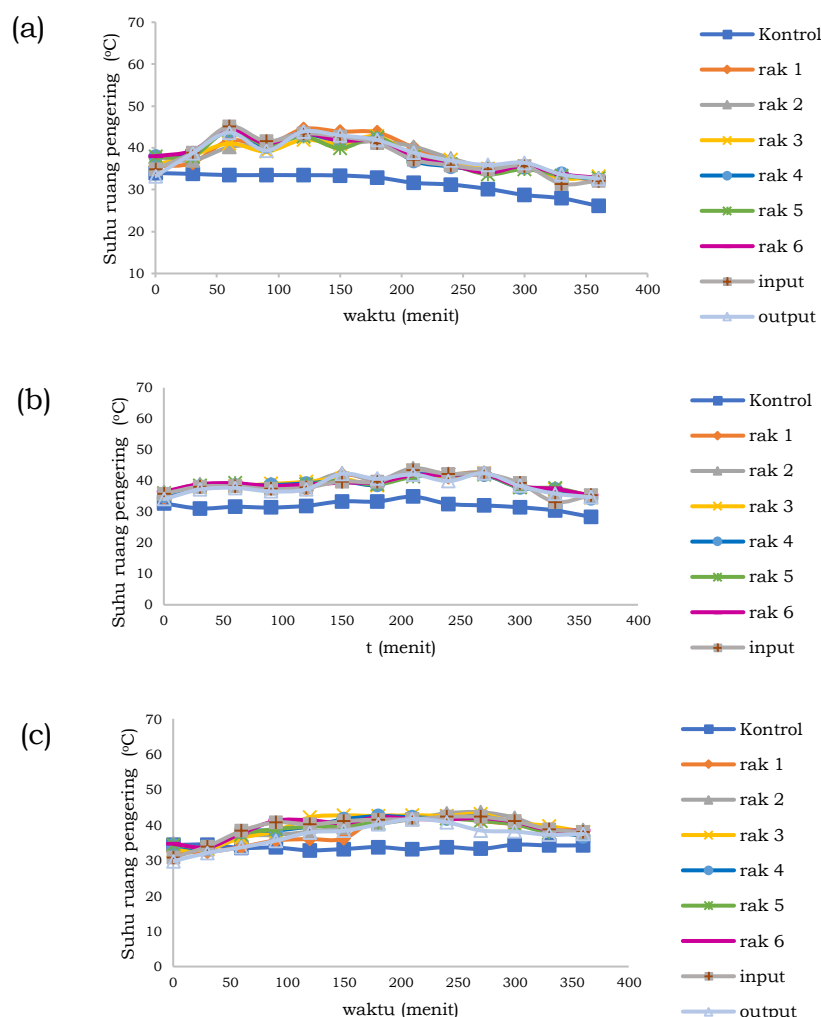 (a)
Suhu ruang pengering (°C)
70
60
50
40
30
20
10
0
50
100
150
200
250
300
350
400
waktu (menit)
Kontrol
rak 1
rak 2
rak 3
rak 4
rak 5
rak 6
input
output
(b)
Suhu ruang pengering (°C)
70
60
50
40
30
20
10
0
0
50
100
150
200
250
300
350
400
t (menit)
Kontrol
rak 1
rak 2
rak 3
rak 4
rak 5
rak 6
input
(c)
Suhu ruang pengering (°C)
70
60
50
40
30
20
10
0
0
50
100
150
200
250
300
350
400
waktu (menit)
Kontrol
rak 1
rak 2
rak 3
rak 4
rak 5
rak 6
input
output